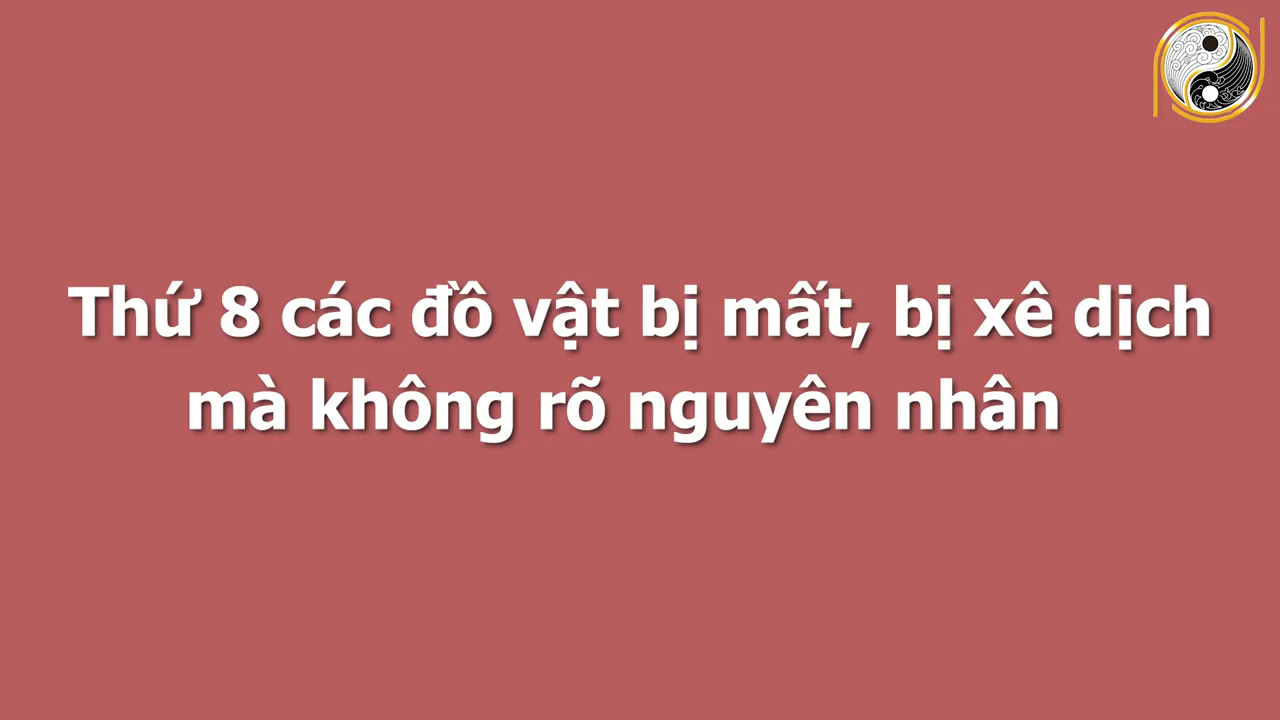 Thứ 8 các đồ vật bị mất, bị xê dịch
mà không rõ nguyên nhân